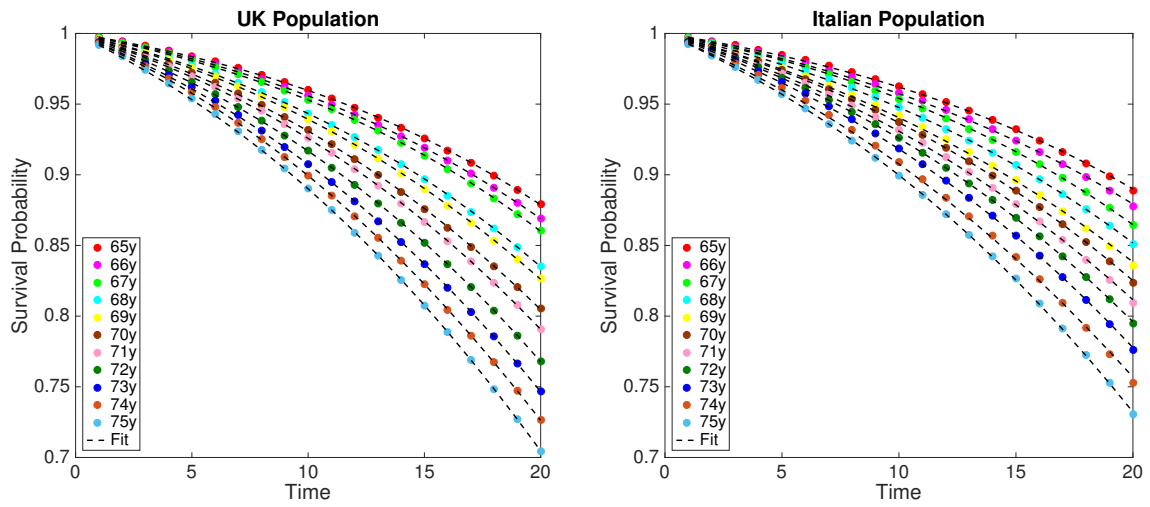 UK Population
Survival Probability
1
0.95
0.9
0.85
0.8
0.75
0.7
65y
66y
67y
68y
69y
70y
71y
72y
73y
74y
75y
Fit
0
5
10
15
20
Time
Italian Population
Survival Probability
1
0.95
0.9
0.85
0.8
0.75
0.7
65y
66y
67y
68y
69y
70y
71y
72y
73y
74y
75y
Fit
0
5
10
15
20
Time